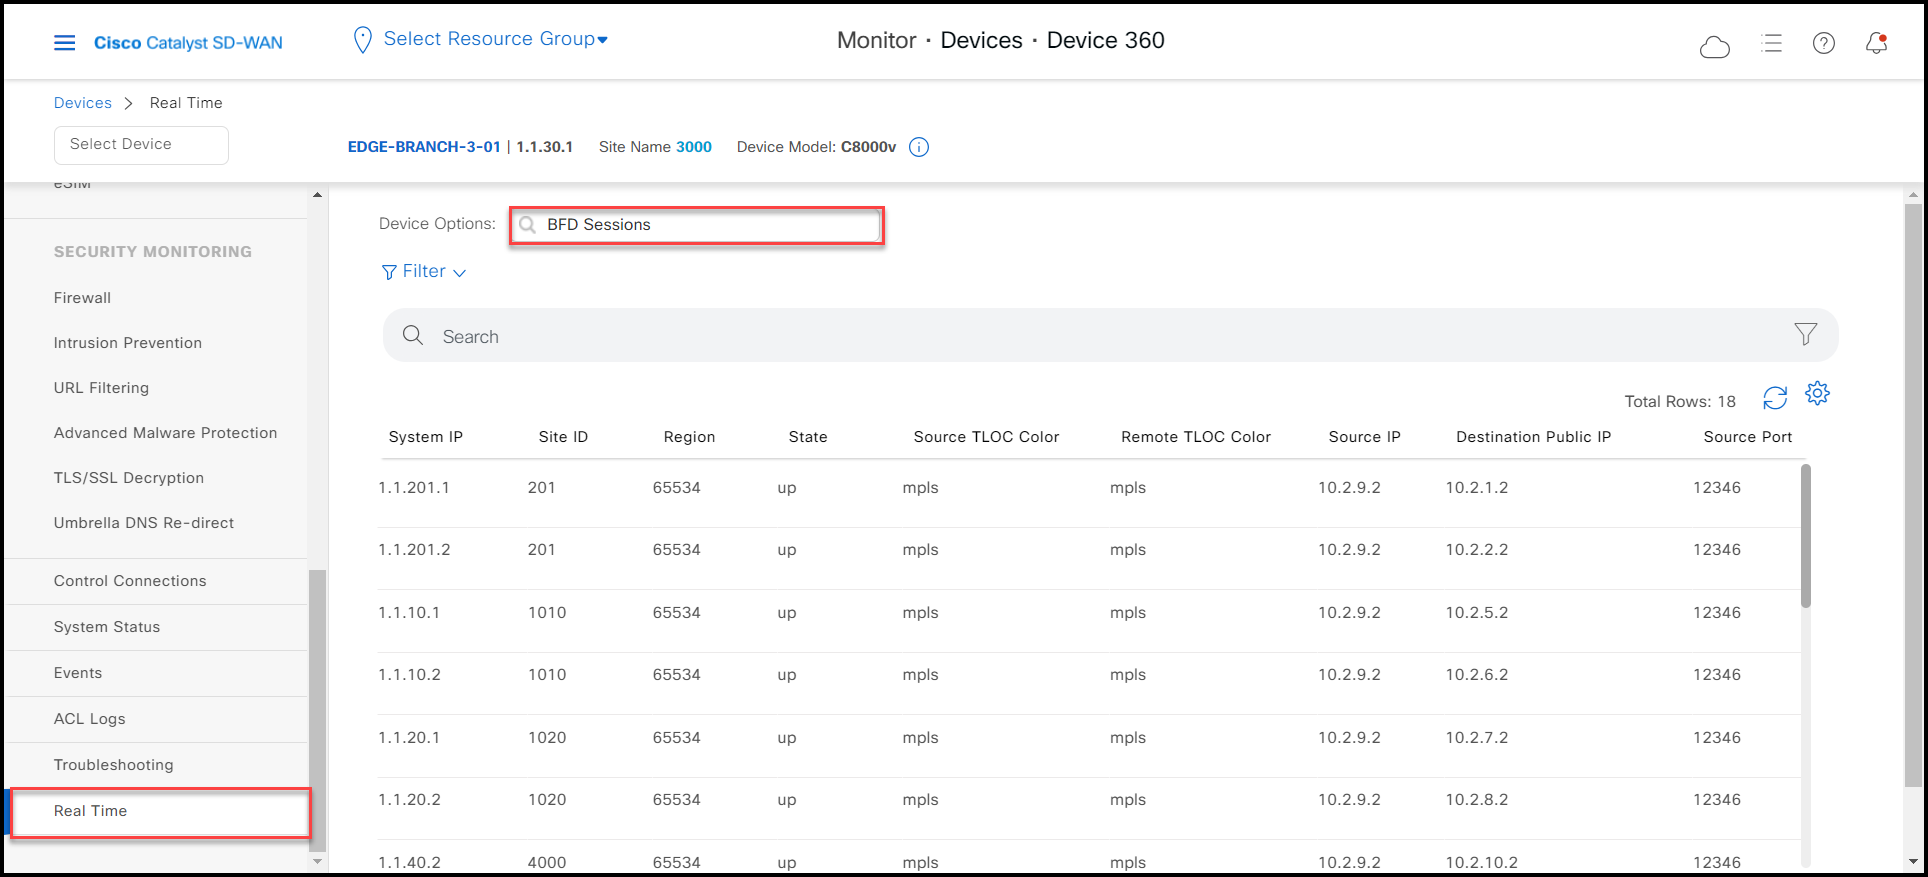 Cisco Catalyst SD-WAN
Select Resource Group
Monitor · Devices · Device 360
Devices > Real Time
Select Device
EDGE-BRANCH-3-01 | 1.1.30.1 Site Name 3000 Device Model: C8000v
eSIM
SECURITY MONITORING
Firewall
Intrusion Prevention
URL Filtering
Advanced Malware Protection
TLS/SSL Decryption
Umbrella DNS Re-direct
Control Connections
System Status
Events
ACL Logs
Troubleshooting
Real Time
Device Options: BFD Sessions
Filter
Search
Total Rows: 18
System IP Site ID Region State Source TLOC Color Remote TLOC Color Source IP Destination Public IP Source Port
1.1.201.1 201 65534 up mpls mpls 10.2.9.2 10.2.1.2 12346
1.1.201.2 201 65534 up mpls mpls 10.2.9.2 10.2.2.2 12346
1.1.10.1 1010 65534 up mpls mpls 10.2.9.2 10.2.5.2 12346
1.1.10.2 1010 65534 up mpls mpls 10.2.9.2 10.2.6.2 12346
1.1.20.1 1020 65534 up mpls mpls 10.2.9.2 10.2.7.2 12346
1.1.20.2 1020 65534 up mpls mpls 10.2.9.2 10.2.8.2 12346
1.1.40.2 4000 65534 up mpls mpls 10.2.9.2 10.2.10.2 12346